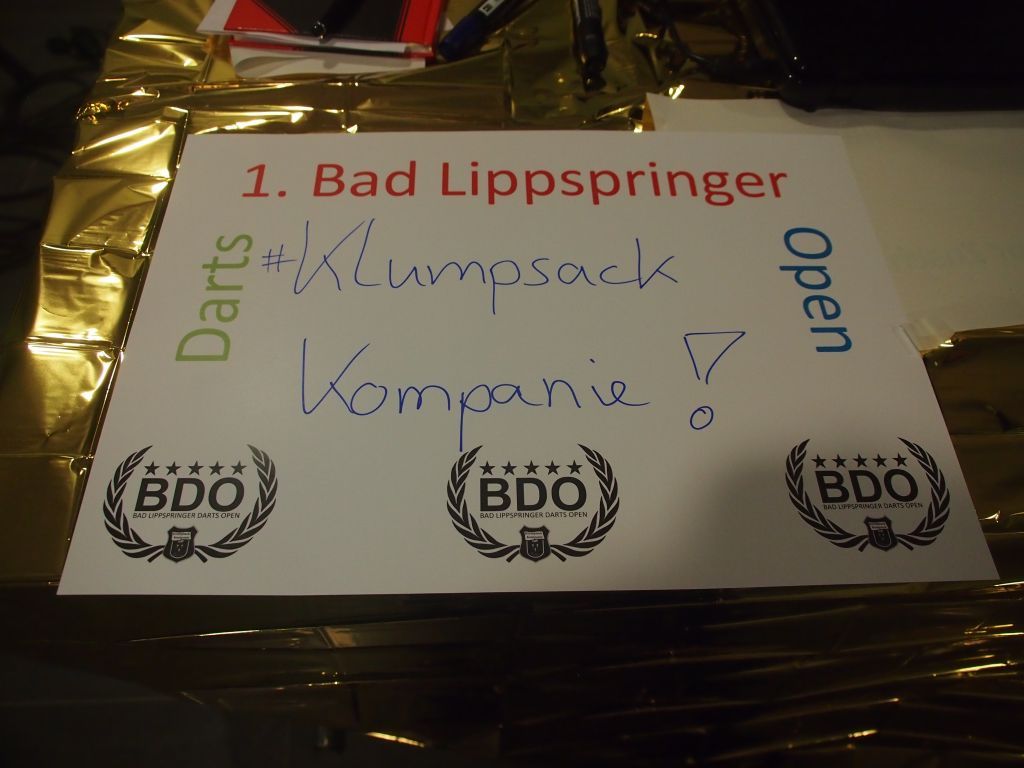 1. Bad Lippspringer
Darts
Open
#Klumpsack
Kompanie!
BDO
BAD LIPPSPRINGER DARTS OPEN
BDO
BAD LIPPSPRINGER DARTS OPEN
BDO
BAD LIPPSPRINGER DARTS OPEN